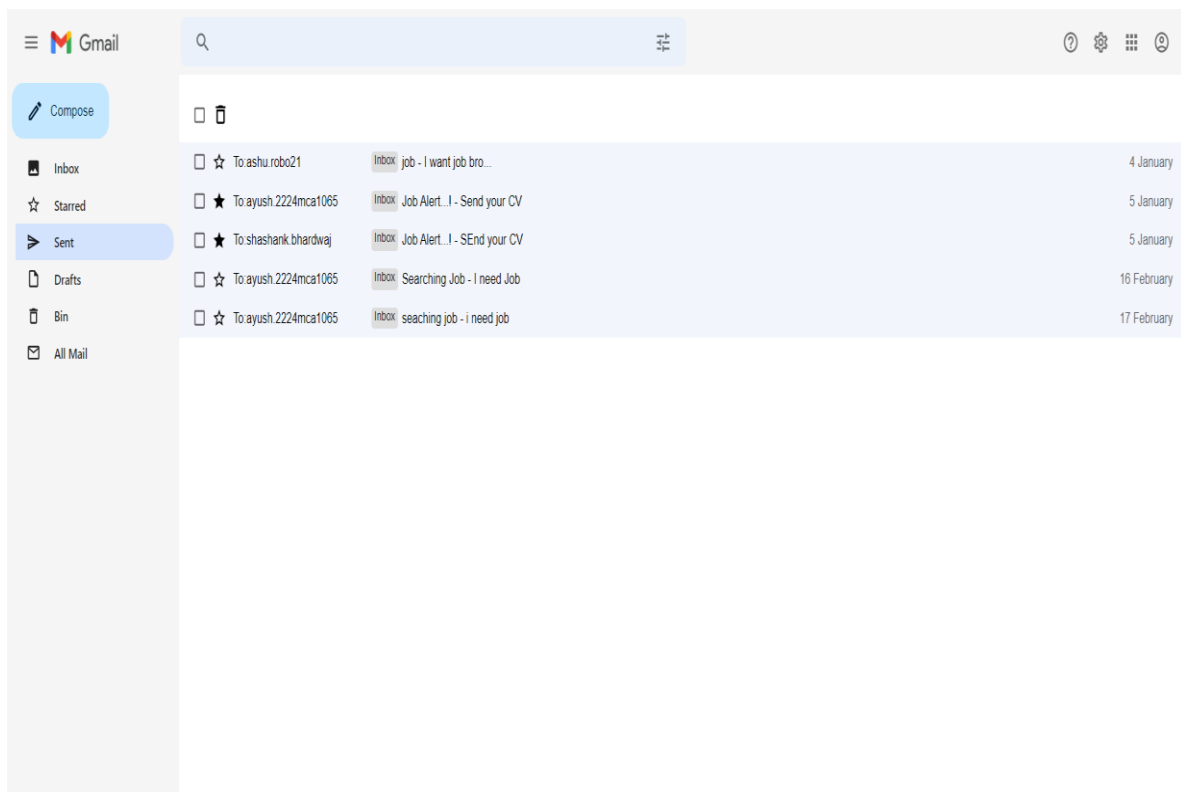 Gmail
Compose
Inbox
Starred
Sent
Drafts
Bin
All Mail
To:ashu.robo21 Inbox job - I want job bro... 4 January
To:ayush.2224mca1065 Inbox Job Alert...! - Send your CV 5 January
To:shashank.bhardwaj Inbox Job Alert...! - SEnd your CV 5 January
To:ayush.2224mca1065 Inbox Searching Job - I need Job 16 February
To:ayush.2224mca1065 Inbox seaching job - i need job 17 February